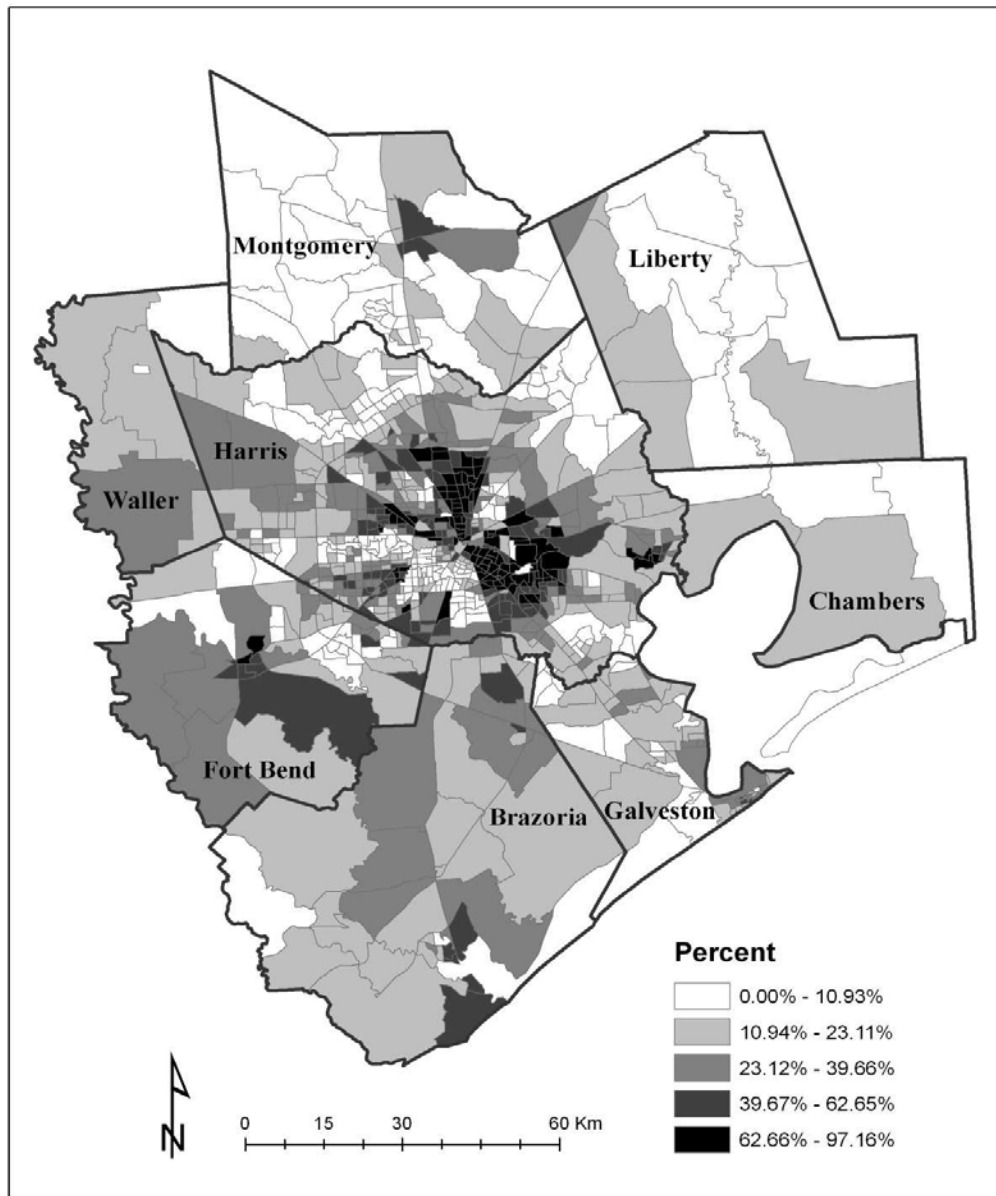 Montgomery
Liberty
Harris
Waller
Chambers
Fort Bend
Brazoria
Galveston
Percent
0.00% - 10.93%
10.94% - 23.11%
23.12% - 39.66%
39.67% - 62.65%
62.66% - 97.16%
N
0 15 30 60 Km